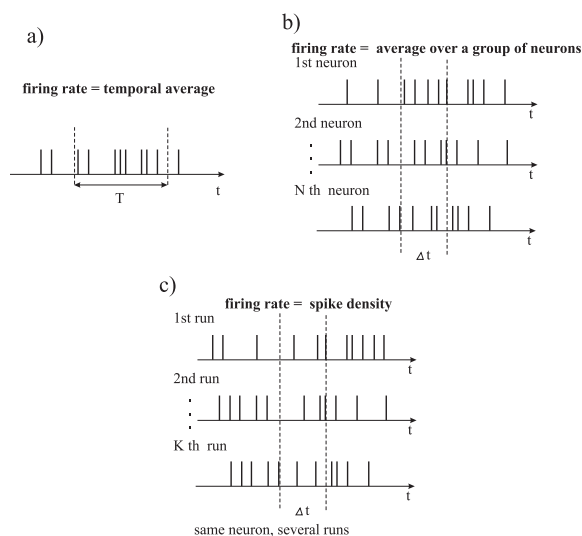 a)
firing rate = temporal average
t
T
b)
firing rate = average over a group of neurons
1st neuron
t
2nd neuron
t
N th neuron
t
Δt
c)
firing rate = spike density
1st run
t
2nd run
t
K th run
t
Δt
same neuron, several runs